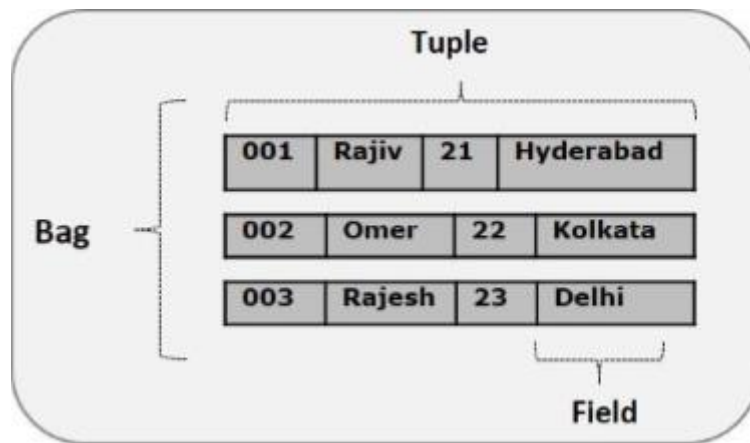 Tuple
001 Rajiv 21 Hyderabad
Bag
002 Omer 22 Kolkata
003 Rajesh 23 Delhi
Field